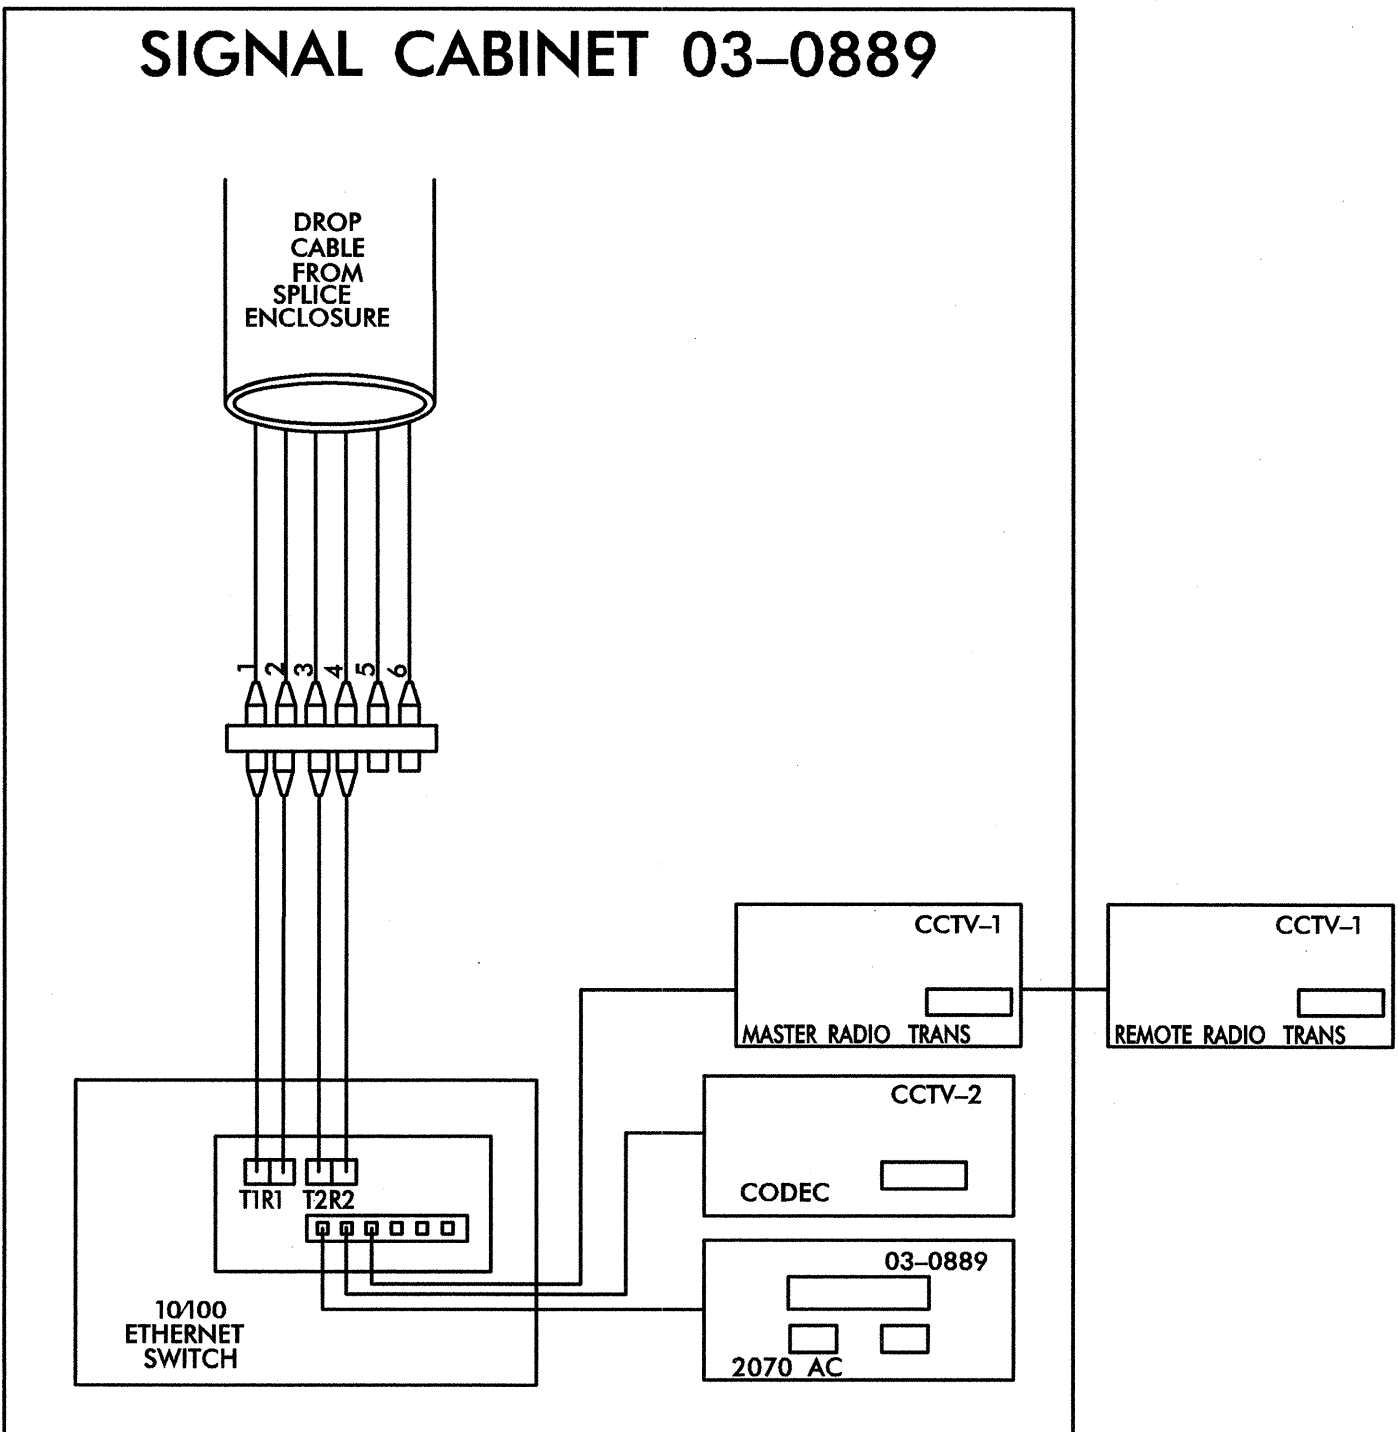 SIGNAL CABINET 03–0889
DROP
CABLE
FROM
SPLICE
ENCLOSURE
1 2 3 4 5 6
CCTV–1
MASTER RADIO TRANS
CCTV–1
REMOTE RADIO TRANS
CCTV–2
CODEC
T1R1 T2R2
03–0889
2070 AC
10/100
ETHERNET
SWITCH